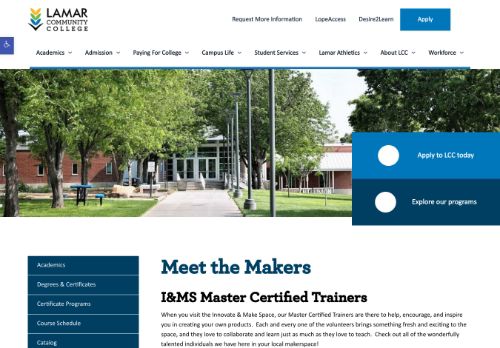 LAMAR
COMMUNITY
COLLEGE
Request More Information LopeAccess Desire2Learn Apply
Academics Admission Paying For College Campus Life Student Services Lamar Athletics About LCC Workforce
Apply to LCC today
Explore our programs
Academics
Degrees & Certificates
Certificate Programs
Course Schedule
Catalog
Meet the Makers
I&MS Master Certified Trainers
When you visit the Innovate & Make Space, our Master Certified Trainers are there to help, encourage, and inspire
you in creating your own products. Each and every one of the volunteers brings something fresh and exciting to the
space, and they love to collaborate and learn just as much as they love to teach. Check out all of the wonderfully
talented individuals we have here in your local makerspace!